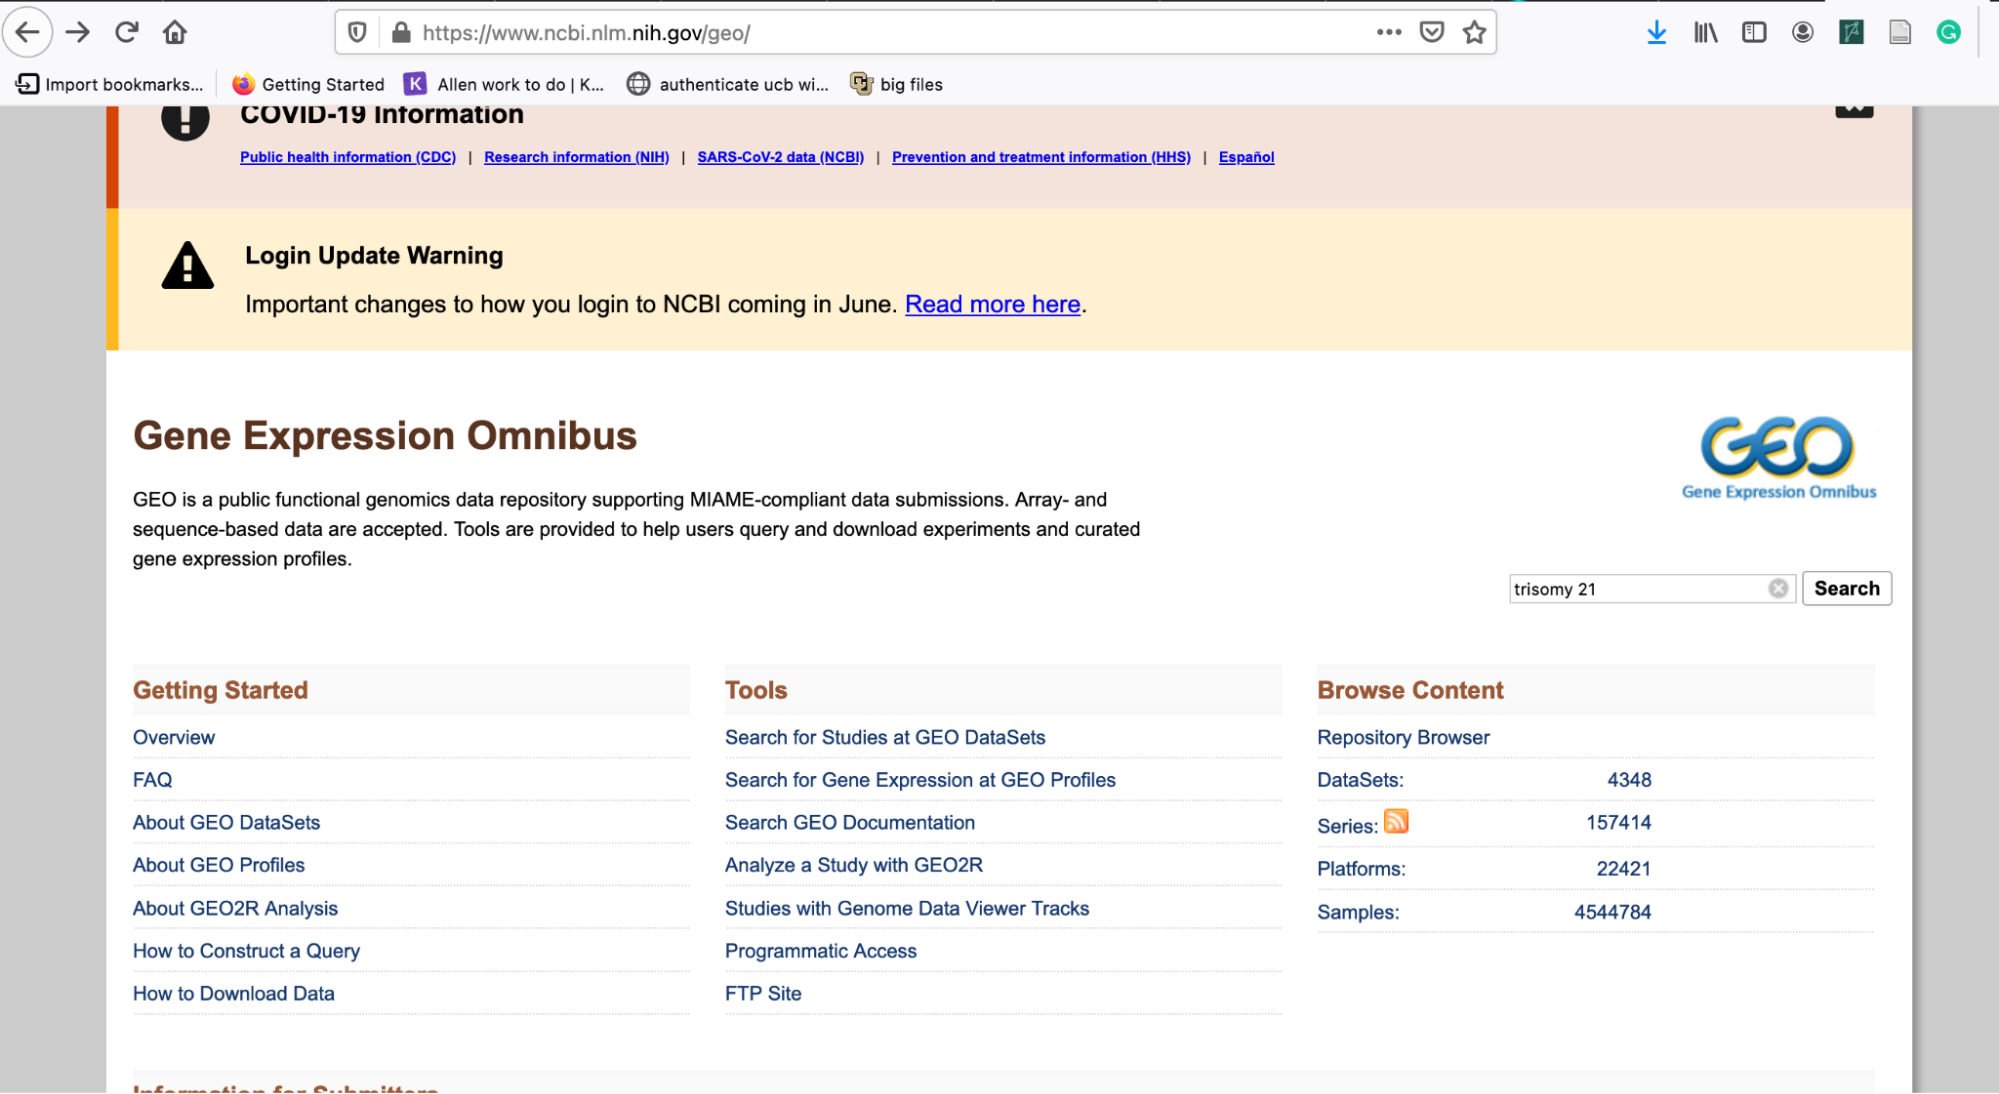 https://www.ncbi.nlm.nih.gov/geo/
Import bookmarks...
Getting Started
K
Allen work to do | K...
authenticate ucb wi...
big files
COVID-19 Information
Public health information (CDC) | Research information (NIH) | SARS-CoV-2 data (NCBI) | Prevention and treatment information (HHS) | Español
Login Update Warning
Important changes to how you login to NCBI coming in June. Read more here.
Gene Expression Omnibus
GEO is a public functional genomics data repository supporting MIAME-compliant data submissions. Array- and
sequence-based data are accepted. Tools are provided to help users query and download experiments and curated
gene expression profiles.
GEO
Gene Expression Omnibus
trisomy 21
Search
Getting Started
Overview
FAQ
About GEO DataSets
About GEO Profiles
About GEO2R Analysis
How to Construct a Query
How to Download Data
Tools
Search for Studies at GEO DataSets
Search for Gene Expression at GEO Profiles
Search GEO Documentation
Analyze a Study with GEO2R
Studies with Genome Data Viewer Tracks
Programmatic Access
FTP Site
Browse Content
Repository Browser
DataSets: 4348
Series: 157414
Platforms: 22421
Samples: 4544784
Information for Submitters